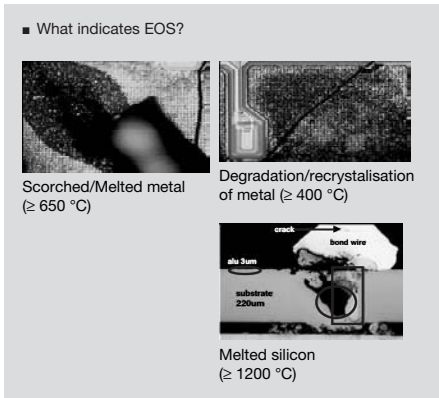 ■ What indicates EOS?
Scorched/Melted metal
(≥ 650 °C)
Degradation/recrystalisation
of metal (≥ 400 °C)
crack
bond wire
alu 3um
substrate
220um
Melted silicon
(≥ 1200 °C)